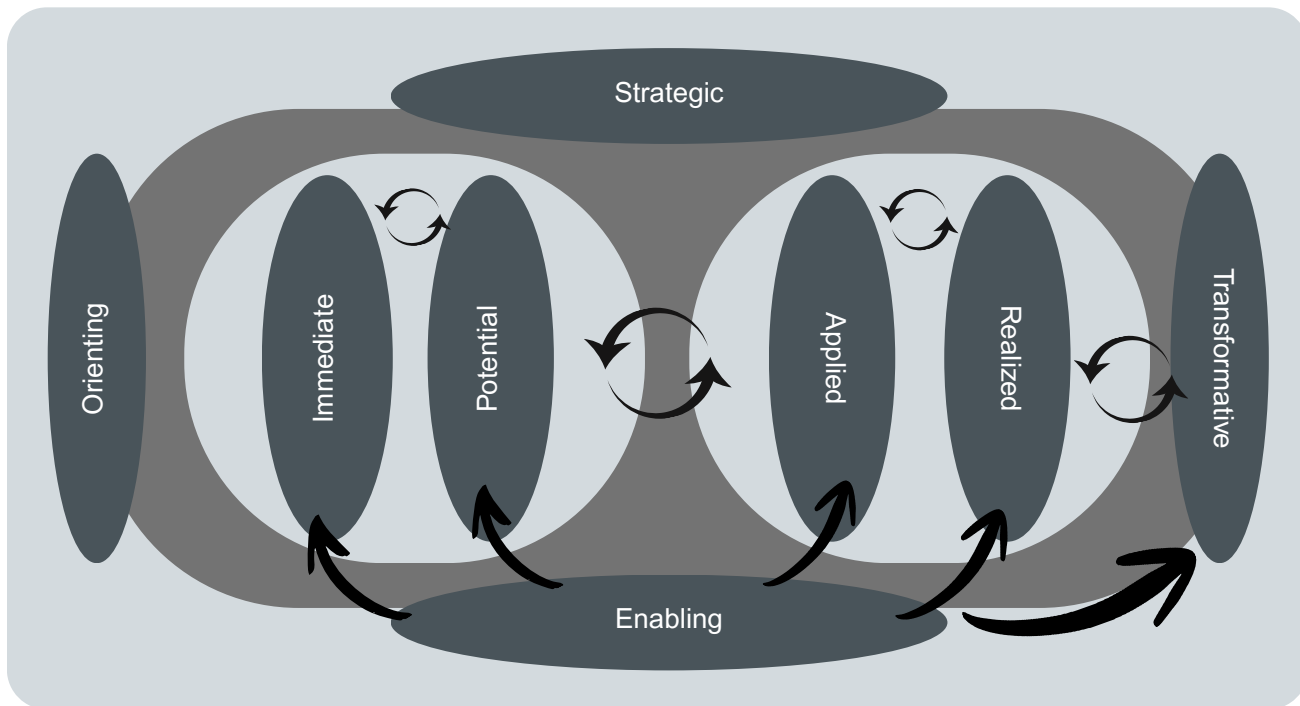 Strategic
Orienting
Immediate
Potential
Applied
Realized
Transformative
Enabling